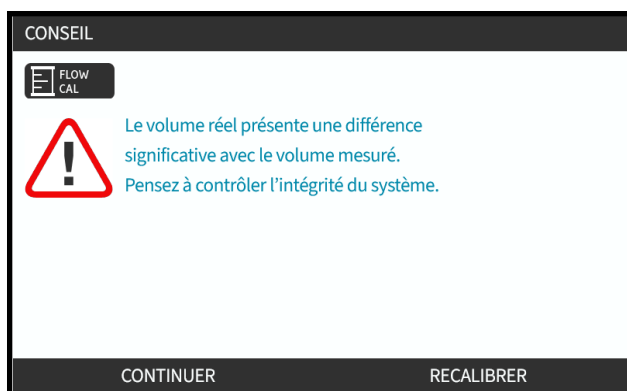 CONSEIL
FLOW
CAL
Le volume réel présente une différence
significative avec le volume mesuré.
Pensez à contrôler l’intégrité du système.
CONTINUER RECALIBRER